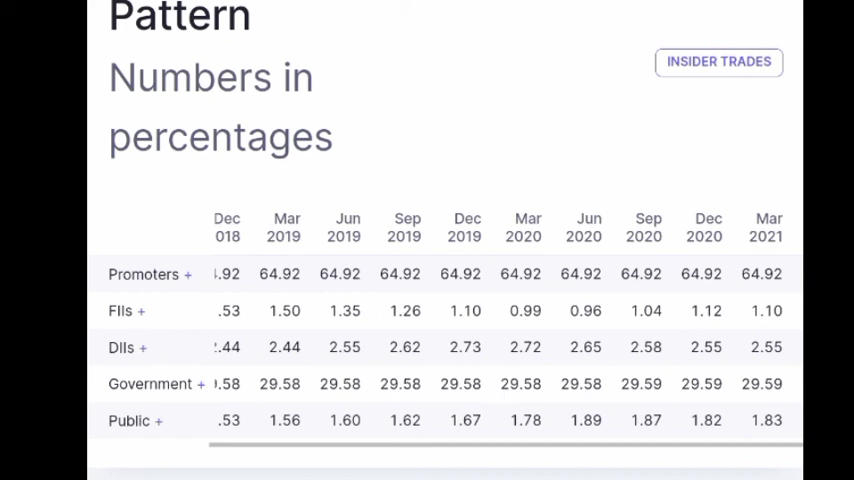 Pattern
Numbers in
percentages
INSIDER TRADES
Dec Mar Jun Sep Dec Mar Jun Sep Dec Mar
018 2019 2019 2019 2019 2020 2020 2020 2020 2021
Promoters + .92 64.92 64.92 64.92 64.92 64.92 64.92 64.92 64.92 64.92
FIIs + .53 1.50 1.35 1.26 1.10 0.99 0.96 1.04 1.12 1.10
DIIs + .44 2.44 2.55 2.62 2.73 2.72 2.65 2.58 2.55 2.55
Government + .58 29.58 29.58 29.58 29.58 29.58 29.58 29.59 29.59 29.59
Public + .53 1.56 1.60 1.62 1.67 1.78 1.89 1.87 1.82 1.83